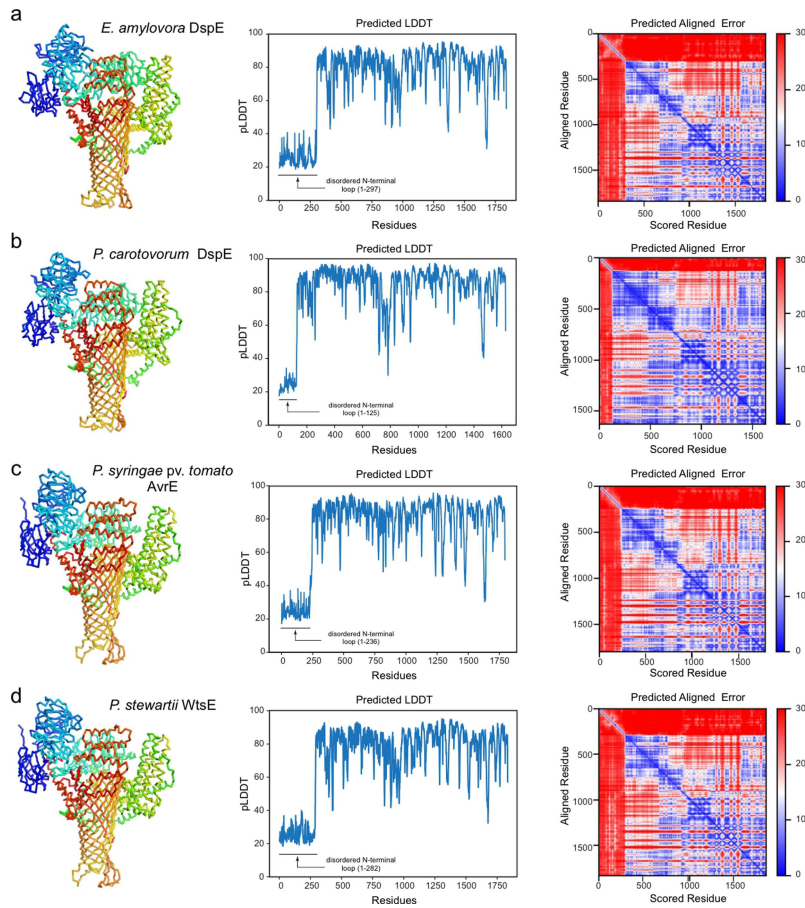 a
E. amylovora DspE
Predicted LDDT
pLDDT
100
80
60
40
20
0
disordered N-terminal
loop (1-297)
0 250 500 750 1000 1250 1500 1750
Residues
Predicted Aligned Error
Aligned Residue
0
500
1000
1500
0 500 1000 1500
Scored Residue
30
20
10
0
b
P. carotovorum DspE
Predicted LDDT
pLDDT
100
80
60
40
20
0
disordered N-terminal
loop (1-125)
0 200 400 600 800 1000 1200 1400 1600
Residues
Predicted Aligned Error
Aligned Residue
0
500
1000
1500
0 500 1000 1500
Scored Residue
30
20
10
0
c
P. syringae pv. tomato
AvrE
Predicted LDDT
pLDDT
100
80
60
40
20
0
disordered N-terminal
loop (1-236)
0 250 500 750 1000 1250 1500 1750
Residues
Predicted Aligned Error
Aligned Residue
0
500
1000
1500
0 500 1000 1500
Scored Residue
30
20
10
0
d
P. stewartii WtsE
Predicted LDDT
pLDDT
100
80
60
40
20
0
disordered N-terminal
loop (1-282)
0 250 500 750 1000 1250 1500 1750
Residues
Predicted Aligned Error
Aligned Residue
0
500
1000
1500
0 500 1000 1500
Scored Residue
30
20
10
0